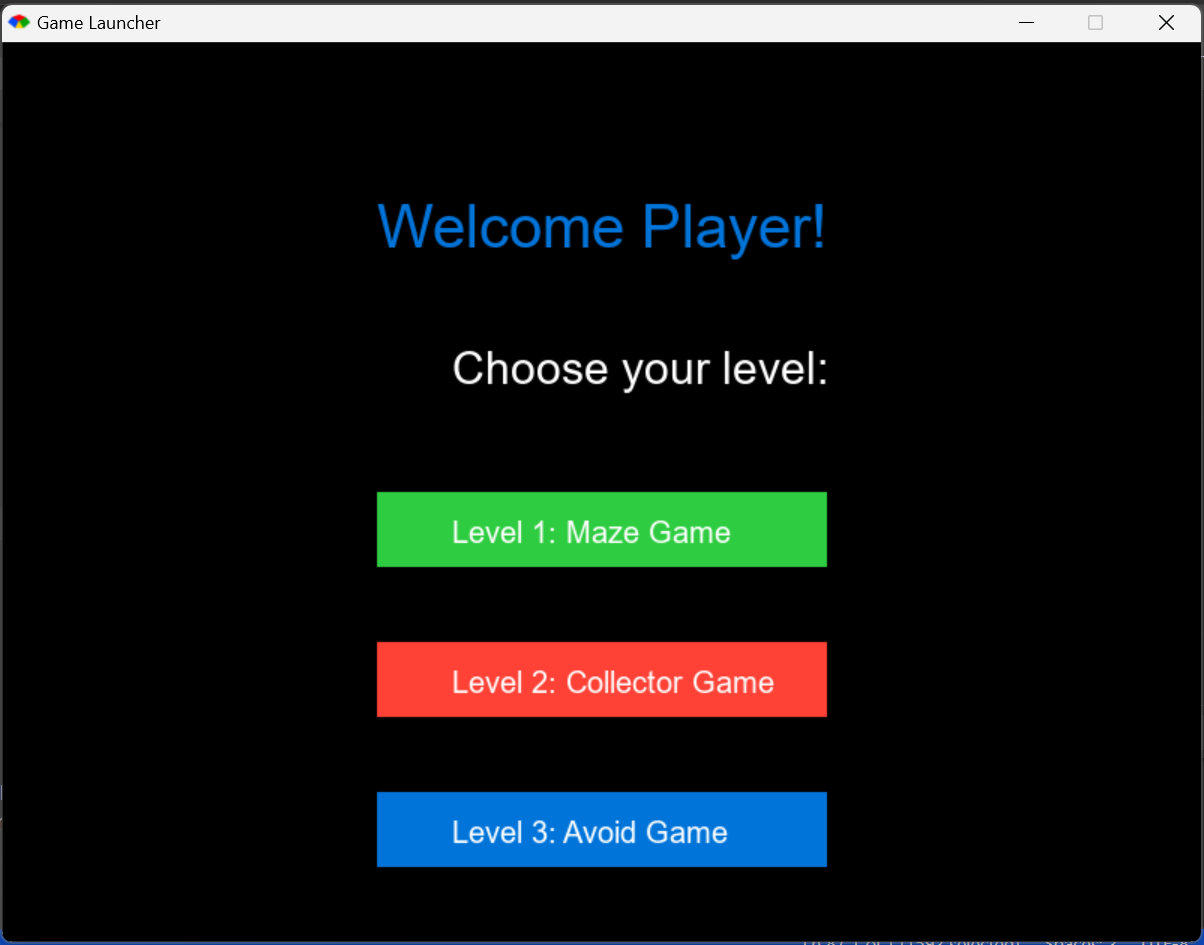 Game Launcher
Welcome Player!
Choose your level:
Level 1: Maze Game
Level 2: Collector Game
Level 3: Avoid Game